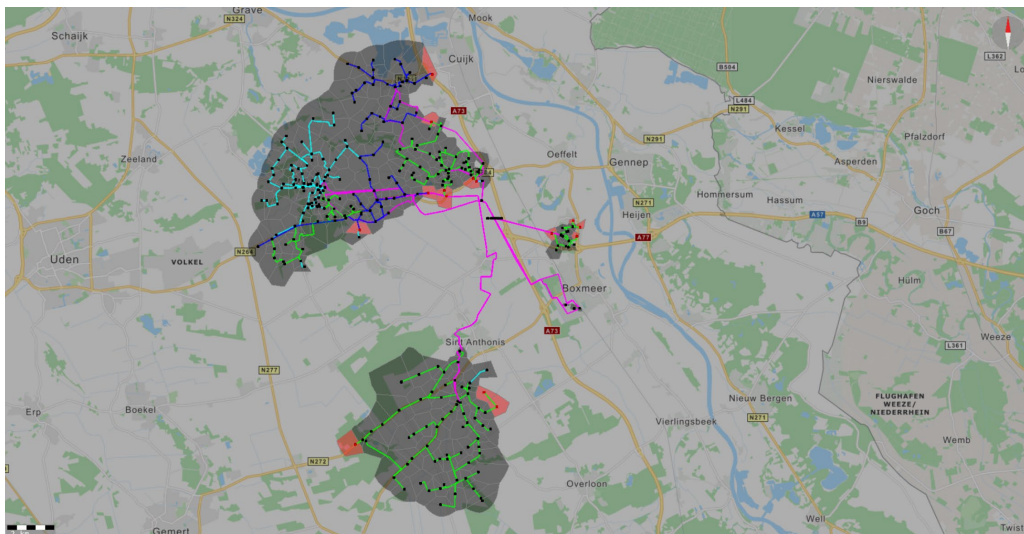 Grave
Mook
N324
Schaijk
Cuijk
L362
B504
Nierswalde
L484
N291
A73
Kessel
Pfalzdorf
N291
Zeeland
Oeffelt
Gennep
Asperden
Hommersum
Hassum
N271
Goch
Heijen
A57
B9
B67
A77
N264
Uden
VOLKEL
Hulm
Boxmeer
A73
Weeze
Sint Anthonis
L361
N277
Nieuw Bergen
FLUGHAFEN
WEEZE/
NIEDERRHEIN
Erp
Boekel
N271
Vierlingsbeek
Wemb
N272
Overloon
Well
Gemert
Twist